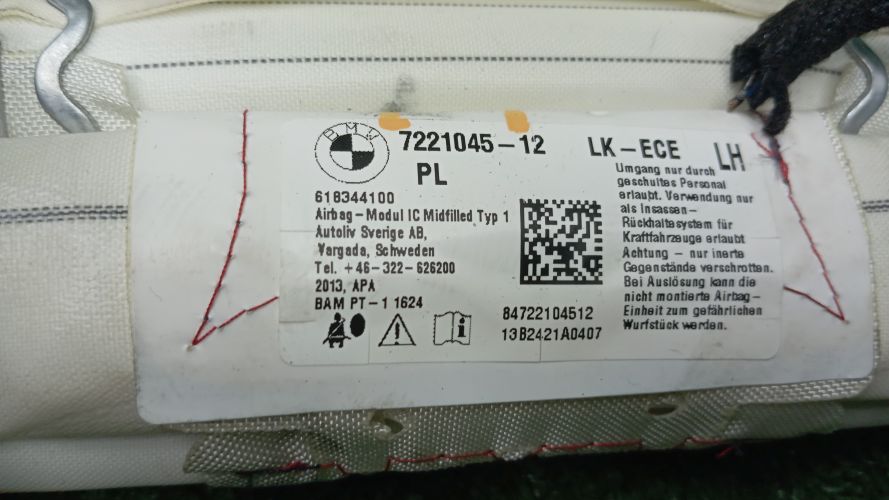 BMW
7221045-12
LK-ECE
LH
PL
618344100
Airbag-Modul IC Midfilled Typ 1
Autoliv Sverige AB,
Vargada, Schweden
Tel. +46-322-626200
2013, APA
BAM PT-1 1624
Umgang nur durch
geschultes Personal
erlaubt. Verwendung nur
als Insassen-
Rückhaltesystem für
Kraftfahrzeuge erlaubt
Achtung - nur inerte
Gegenstände verschrotten.
Bei Auslösung kann die
nicht montierte Airbag-
Einheit zum gefährlichen
Wurfstück werden.
84722104512
13B2421A0407